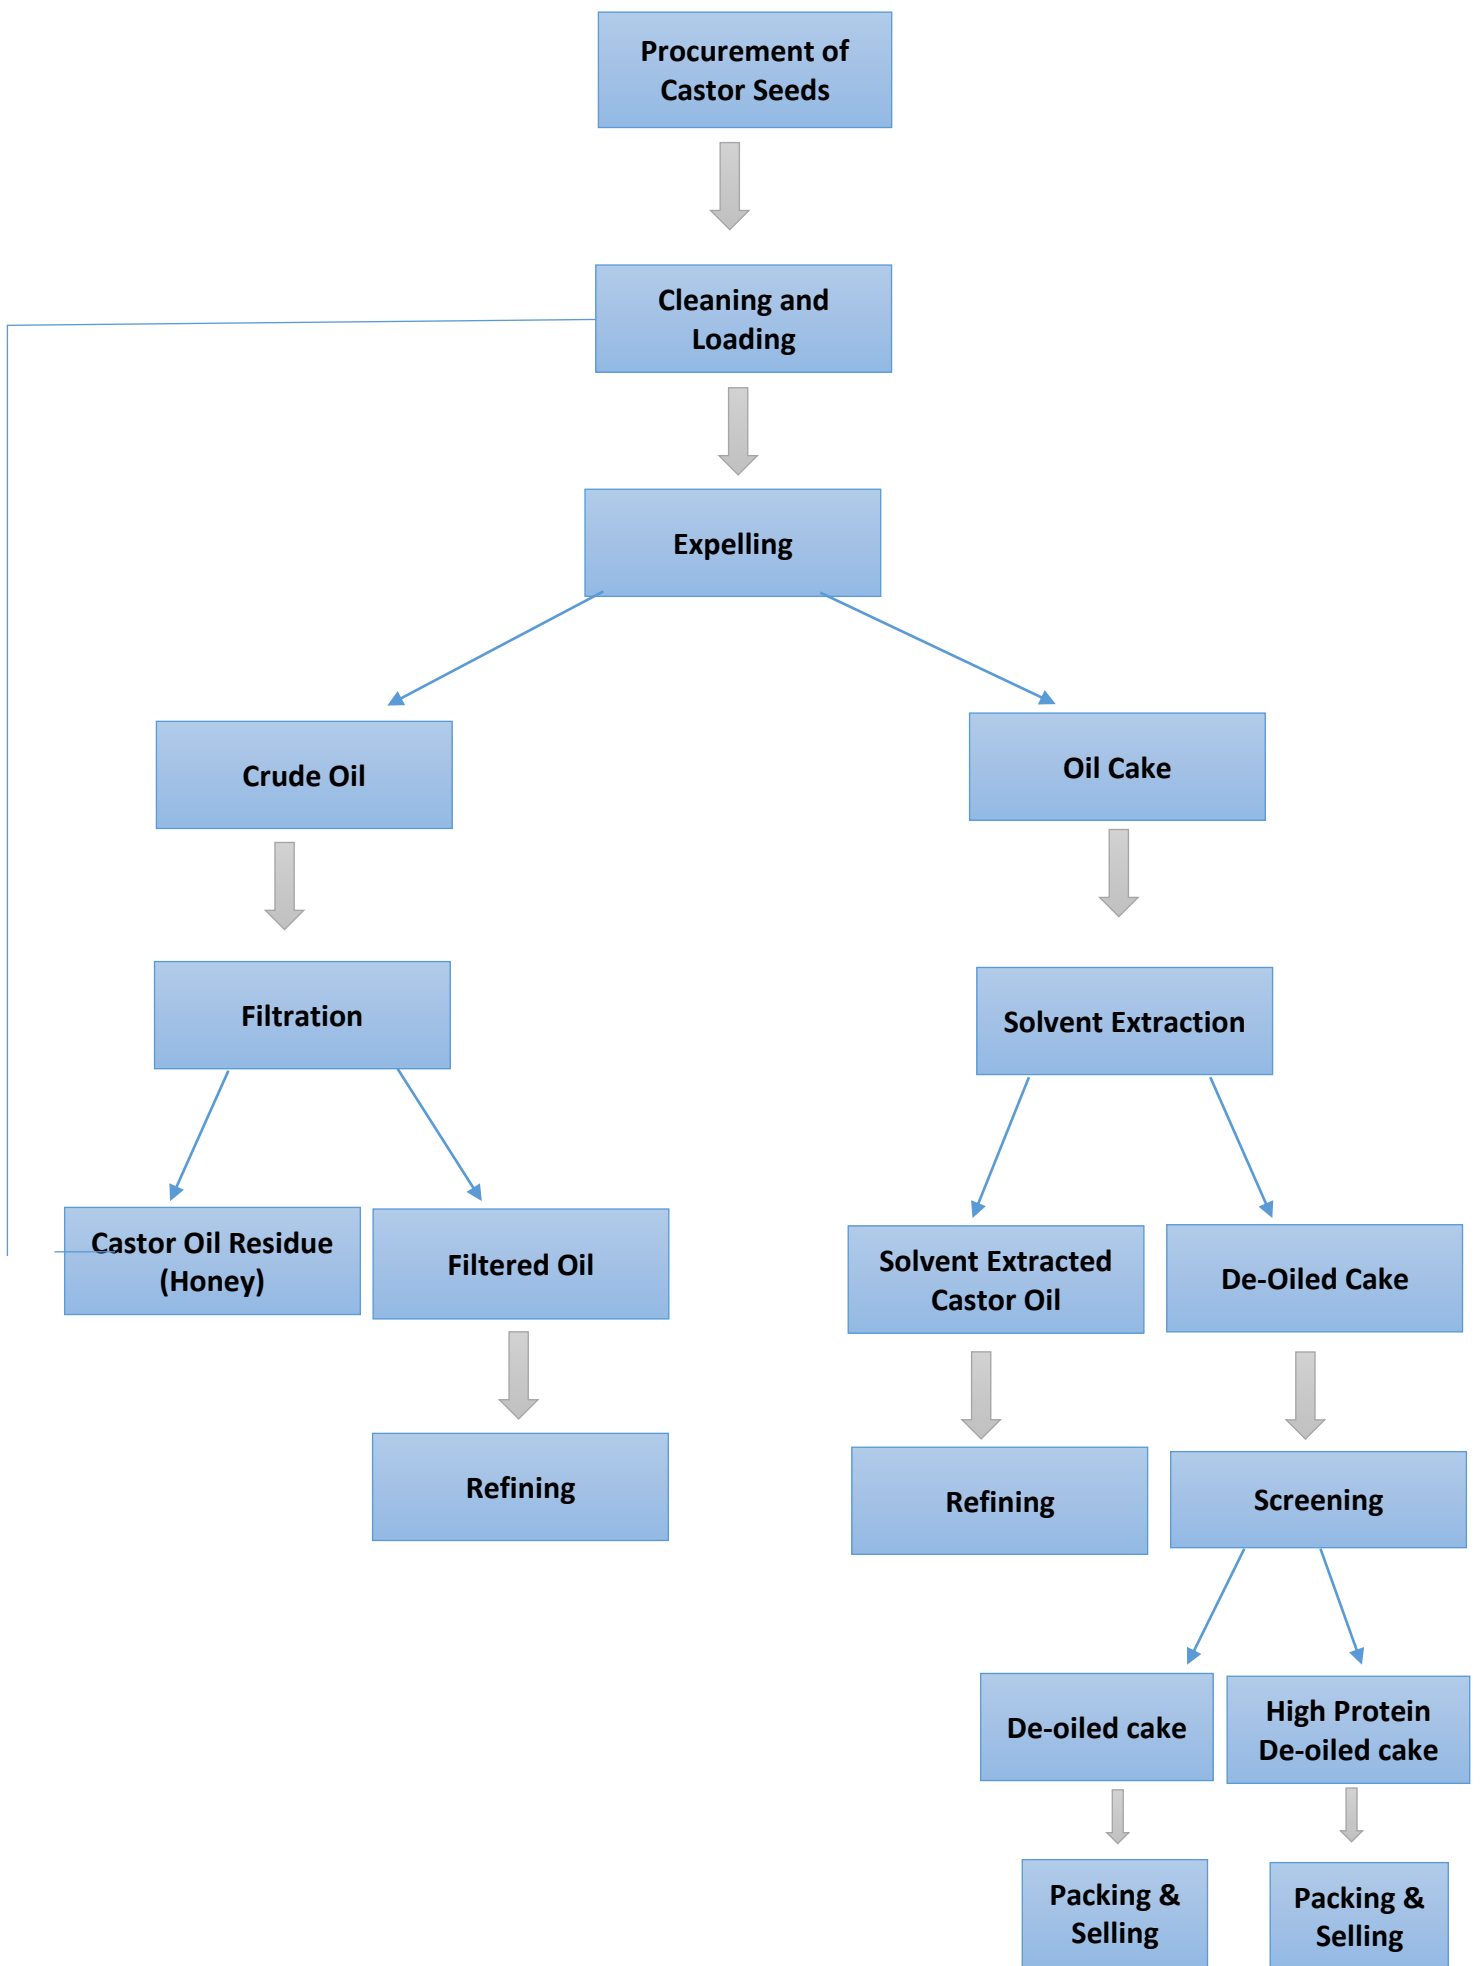 Procurement of
Castor Seeds
Cleaning and
Loading
Expelling
Crude Oil
Oil Cake
Filtration
Solvent Extraction
Castor Oil Residue
(Honey)
Filtered Oil
Solvent Extracted
Castor Oil
De-Oiled Cake
Refining
Refining
Screening
De-oiled cake
High Protein
De-oiled cake
Packing &
Selling
Packing &
Selling